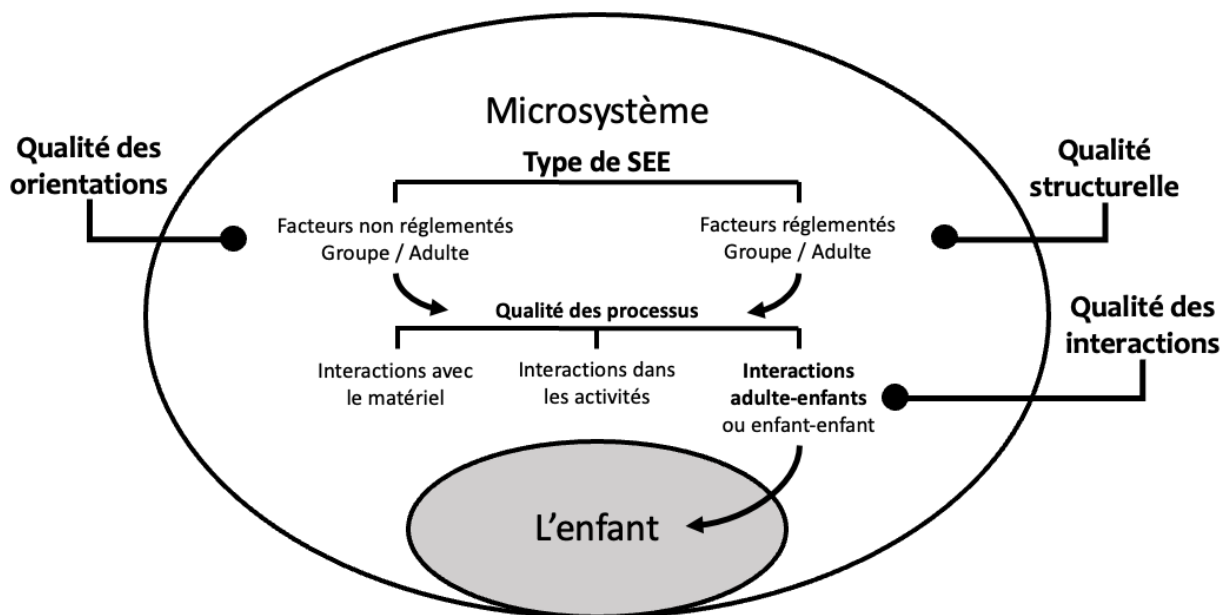 Microsystème
Type de SEE
Qualité des
orientations
Qualité
structurelle
Facteurs non réglementés
Groupe / Adulte
Facteurs réglementés
Groupe / Adulte
Qualité des processus
Qualité des
interactions
Interactions avec
le matériel
Interactions dans
les activités
Interactions
adulte-enfants
ou enfant-enfant
L'enfant